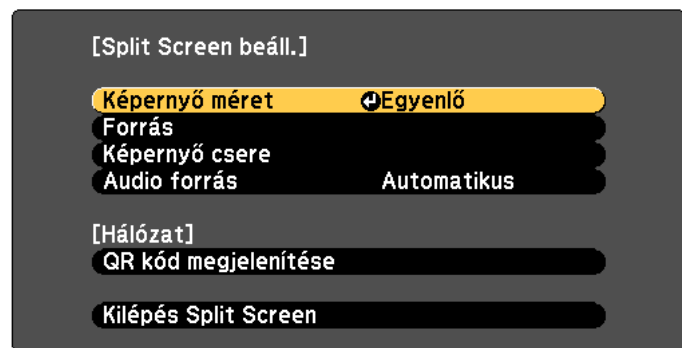 [Split Screen beáll.]
Képernyő méret Egyenlő
Forrás
Képernyő csere
Audio forrás Automatikus
[Hálózat]
QR kód megjelenítése
Kilépés Split Screen